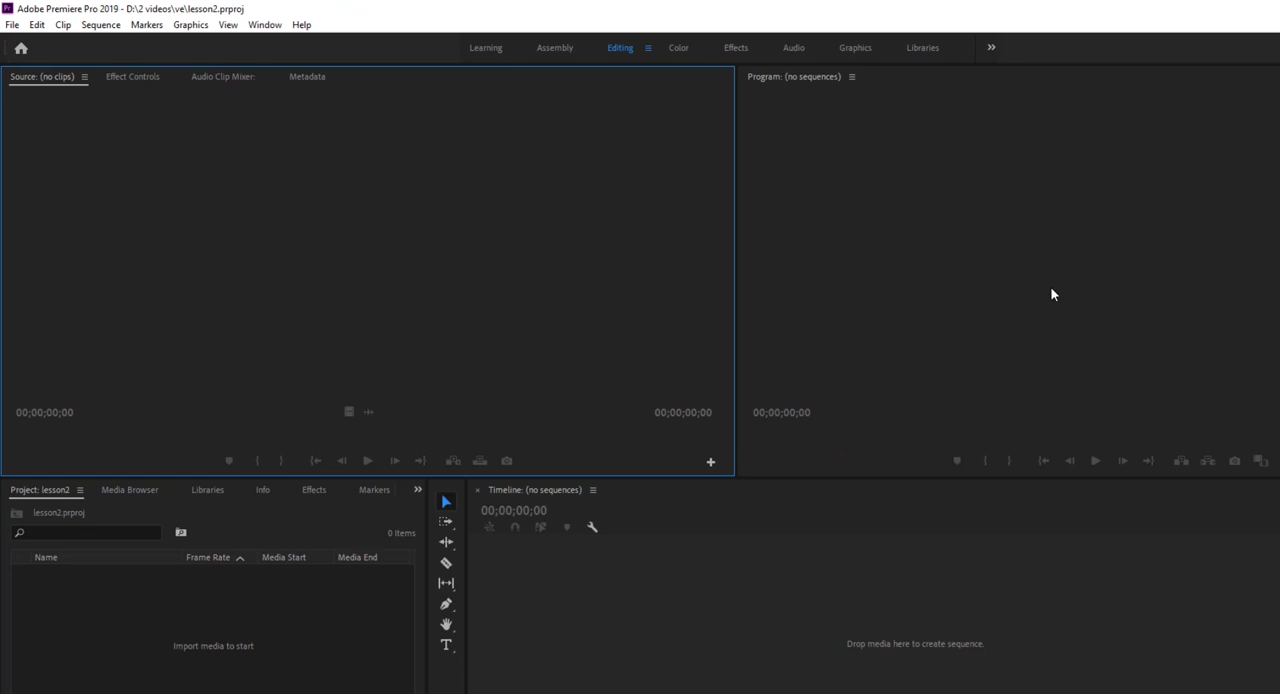 Adobe Premiere Pro 2019 - D:\2 videos\ve\lesson2.prproj
File Edit Clip Sequence Markers Graphics View Window Help
Learning Assembly Editing Color Effects Audio Graphics Libraries
Source: (no clips) Effect Controls Audio Clip Mixer: Metadata
Program: (no sequences)
00;00;00;00 00;00;00;00
00;00;00;00
Project: lesson2 Media Browser Libraries Info Effects Markers
lesson2.prproj
0 Items
Name Frame Rate Media Start Media End
Import media to start
Timeline: (no sequences)
00;00;00;00
Drop media here to create sequence.